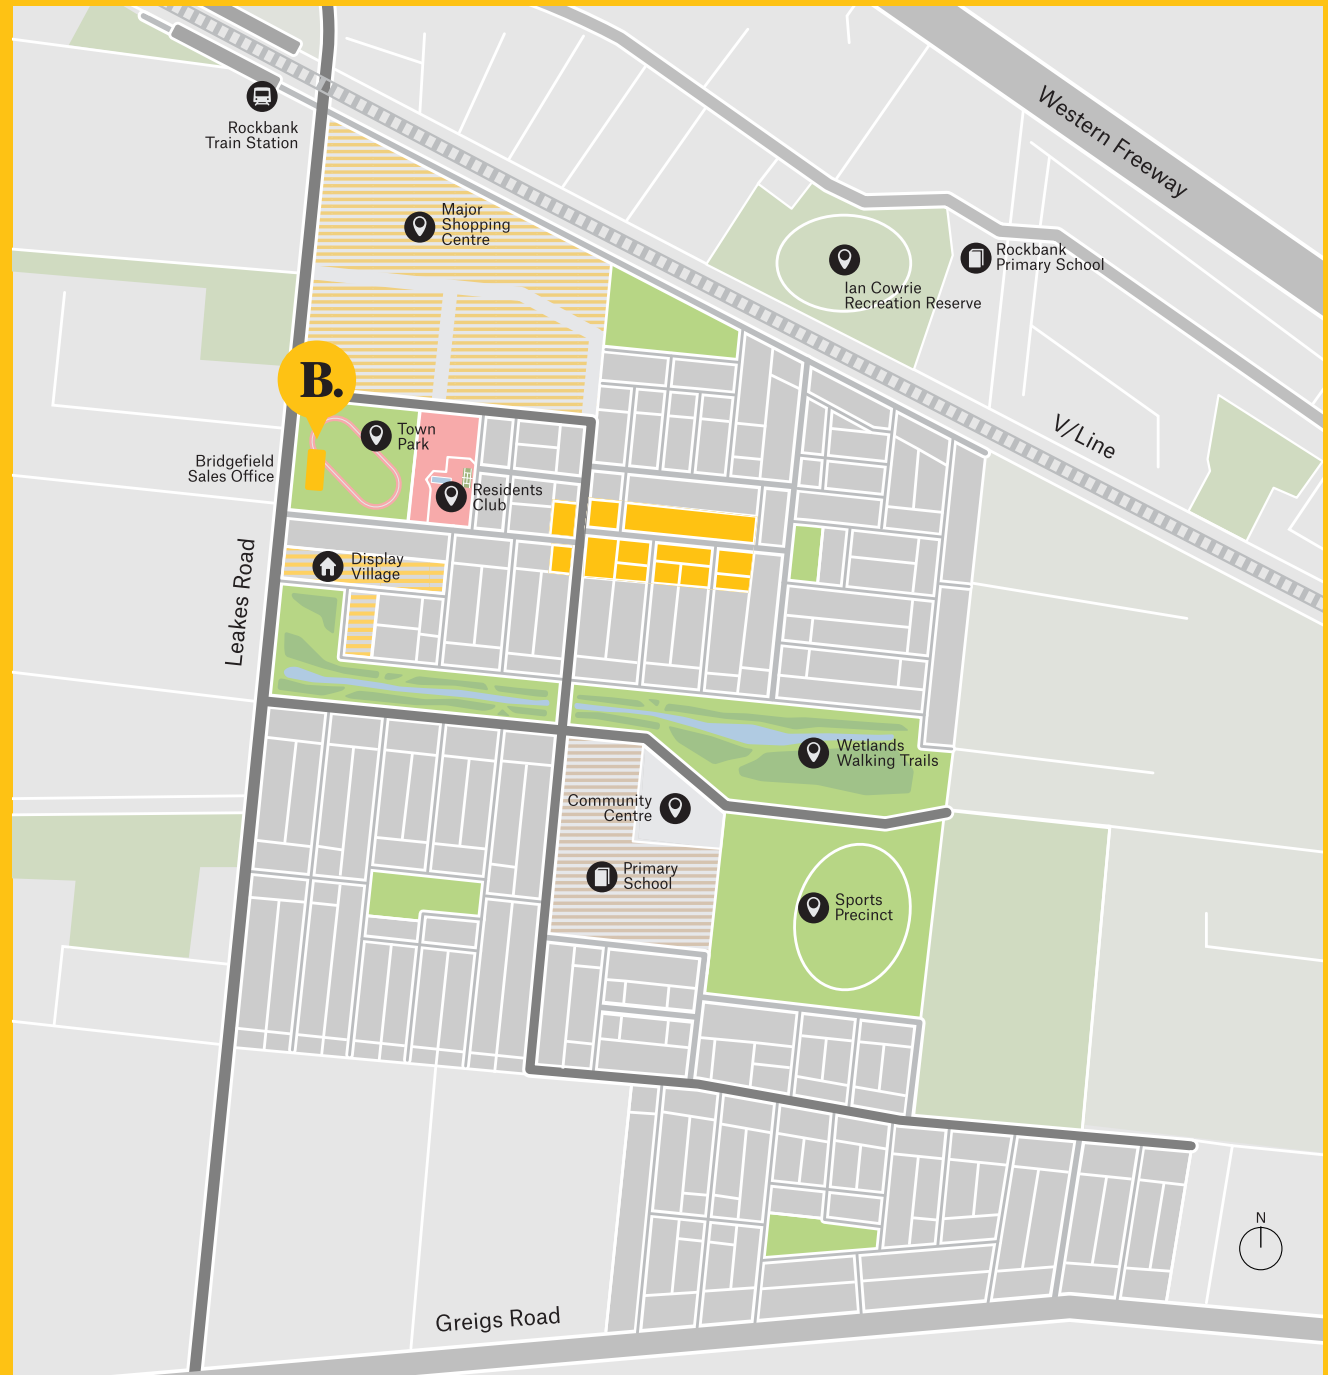 Western Freeway
Rockbank
Train Station
Major
Shopping
Centre
Rockbank
Primary School
Ian Cowrie
Recreation Reserve
B.
V/Line
Town
Park
Bridgefield
Sales Office
Residents
Club
Leakes Road
Display
Village
Wetlands
Walking Trails
Community
Centre
Primary
School
Sports
Precinct
N
Greigs Road